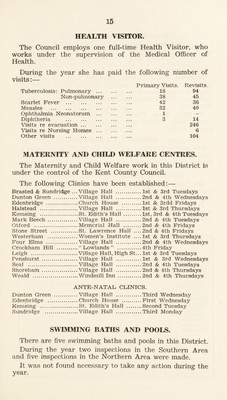 15
HEALTH VISITOR.
The Council employs one full-time Health Visitor, who
works under the supervision of the Medical Officer of
Health.
During the year she has paid the following number of
visits:—
Primary Visits. Revisits.
Tuberculosis: Pulmonary ... ... ... 18 94
Non-pulmonary ... ... 38 45
Scarlet Fever ... ... ... ... ... 42 36
Measles ... ... ... ... ... ... 32 40
Ophthalmia Neonatorum ... ... ... 1
Diphtheria ... ... ... ... ... 3 14
Visits re evacuation ... ... ... ... 246
Visits re Nursing Homes ... ... ... 6
Other visits ... ... ... ... ... 104
MATERNITY AND CHILD WELFARE CENTRES.
The Maternity and Child Welfare work in this District is
under the control of the Kent County Council.
The following Clinics have been established:—
Brasted & Sundridge ... Village Hall ... 1st & 3rd Tuesdays
Dunton Green ... Village Hall ... 2nd & 4th Wednesdays
Edenbridge ... Church House ... 1st & 3rd Fridays
Halstead ... Village Hall ... 1st & 3rd Tuesdays
Kemsing ... St. Edith's Hall ... 1st, 3rd & 4th Tuesdays
Mark Beech ... Village Hall ... 2nd & 4th Tuesdays
Otford ... Memorial Hall ... 2nd & 4th Fridays
Stone Street ... St. Lawrence Hall ... 2nd & 4th Fridays
Westerham ... Women's Institute ... 1st & 3rd Thursdays
Four Elms ... Village Hall ... 2nd & 4th Wednesdays
Crockham Hill ... "Lowlands" ... 4th Friday
Leigh ... Village Hall, High St. ... 1st & 3rd Tuesdays
Penshurst ... Village Hall ... 1st & 3rd Wednesdays
Seal ... Village Hall ... 2nd & 4th Tuesdays
Shoreham ... Village Hall ... 2nd & 4th Tuesdays
Weald ... Windmill Inn ... 2nd & 4th Thursdays
ANTE-NATAL CLINICS.
Dunton Green ... Village Hall ... Third Wednesday
Edenbridge ... Church House ... First Wednesday
Kemsing ... St. Edith's Hall ... Second Tuesday
Sundridge ... Village Hall ... Third Monday
SWIMMING BATHS AND POOLS.
There are five swimming baths and pools in this District.
During the year two inspections in the Southern Area
and five inspections in the Northern Area were made.
It was not found necessary to take any action during the
year.